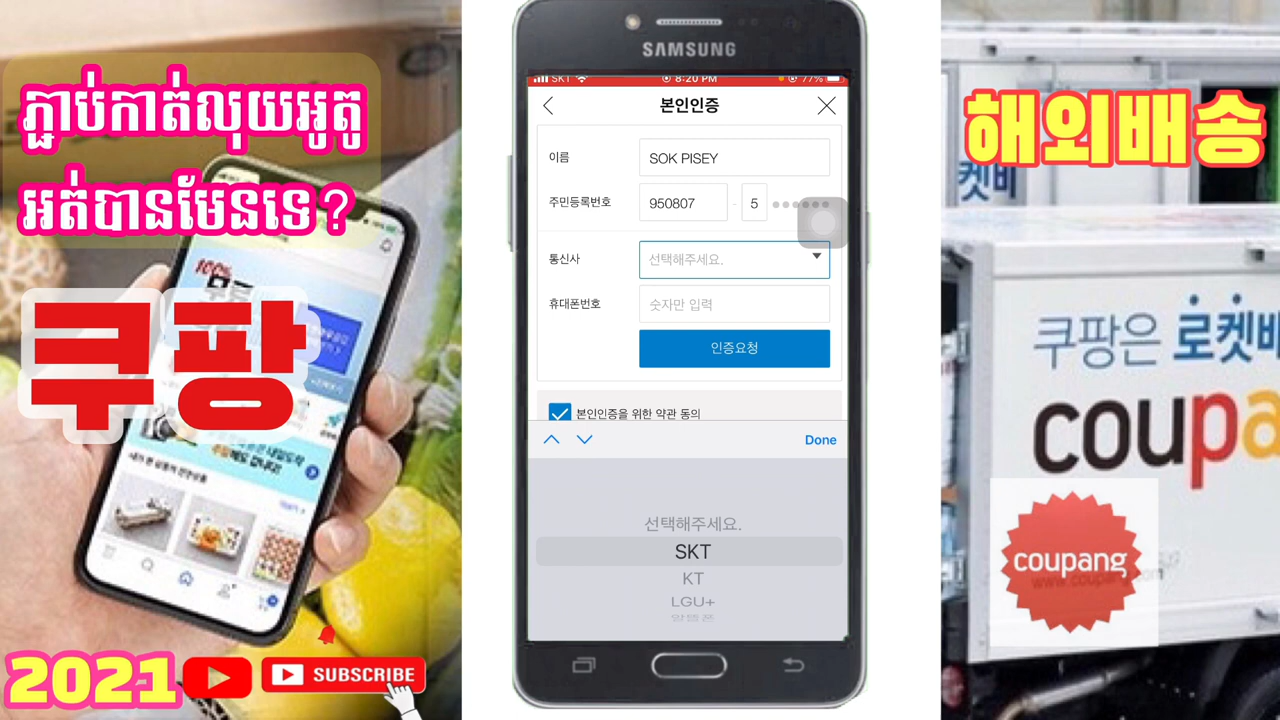 ភ្ជាប់កាត់លុយអូតូ
អត់បានមែនទេ?
쿠팡
100%
2021
SUBSCRIBE
SAMSUNG
SKT
8:20 PM
77%
본인인증
이름
SOK PISEY
주민등록번호
950807 - 5 ●●●●●●
통신사
선택해주세요.
휴대폰번호
숫자만 입력
인증요청
본인인증을 위한 약관 동의
Done
선택해주세요.
SKT
KT
LGU+
해외배송
쿠팡은 로켓배
coupa
coupang